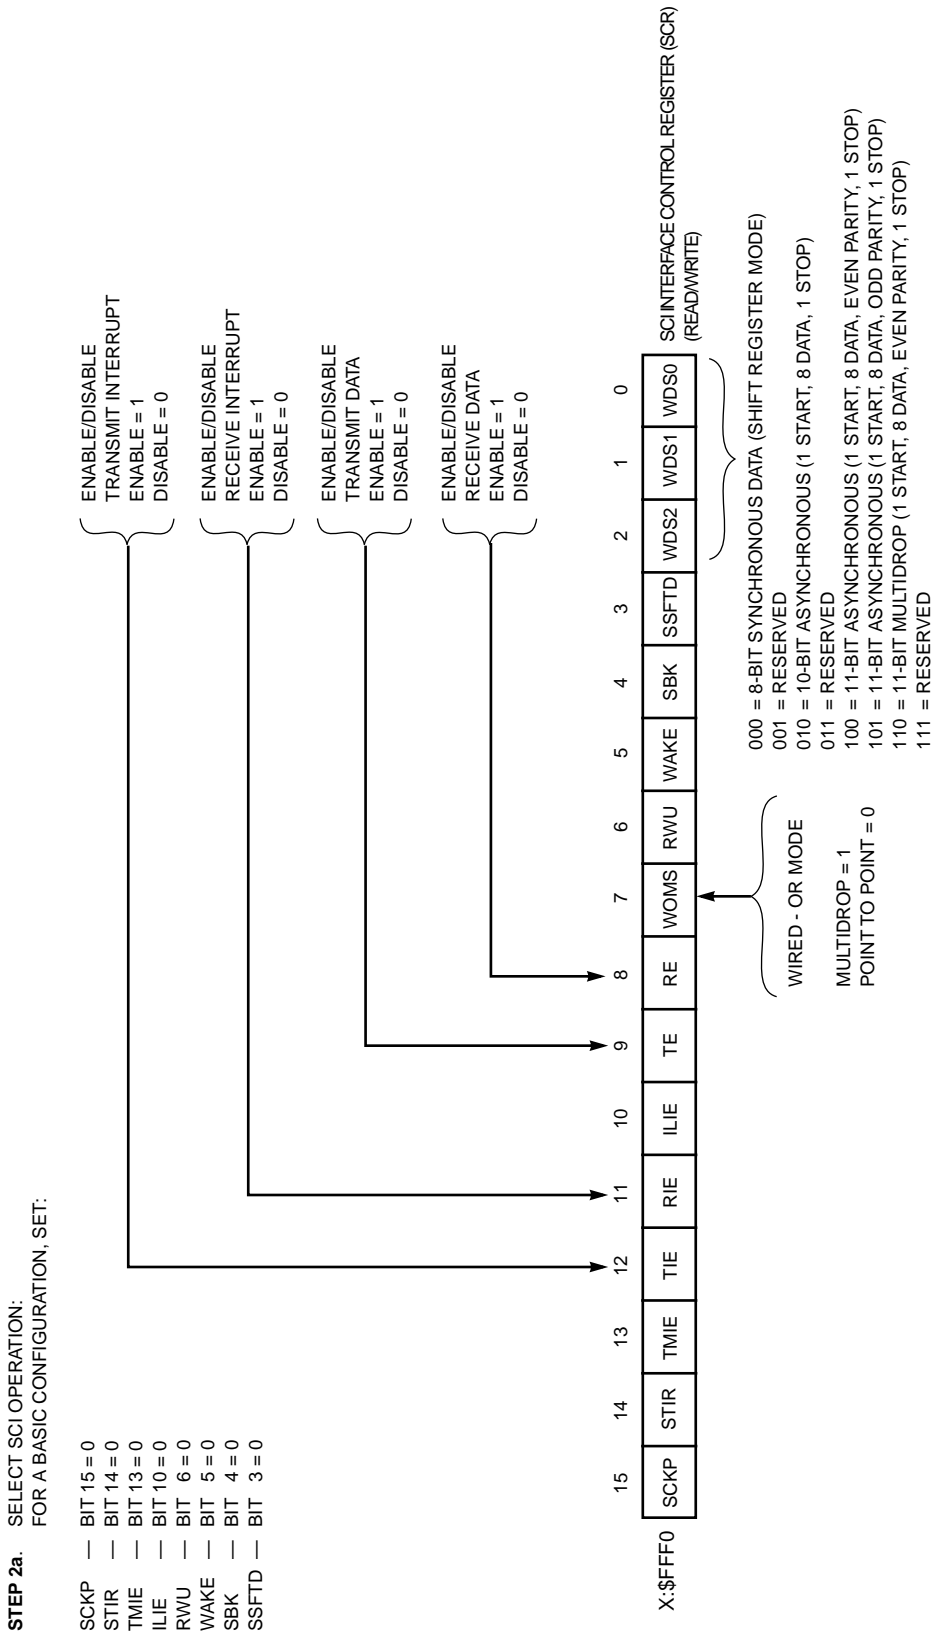 STEP 2a. SELECT SCI OPERATION:
FOR A BASIC CONFIGURATION, SET:
SCKP — BIT 15 = 0
STIR — BIT 14 = 0
TMIE — BIT 13 = 0
ILIE — BIT 10 = 0
RWU — BIT 6 = 0
WAKE — BIT 5 = 0
SBK — BIT 4 = 0
SSFTD — BIT 3 = 0
ENABLE/DISABLE
TRANSMIT INTERRUPT
ENABLE = 1
DISABLE = 0
ENABLE/DISABLE
RECEIVE INTERRUPT
ENABLE = 1
DISABLE = 0
ENABLE/DISABLE
TRANSMIT DATA
ENABLE = 1
DISABLE = 0
ENABLE/DISABLE
RECEIVE DATA
ENABLE = 1
DISABLE = 0
15 14 13 12 11 10 9 8 7 6 5 4 3 2 1 0
X:$FFF0 SCKP STIR TMIE TIE RIE ILIE TE RE WOMS RWU WAKE SBK SSFTD WDS2 WDS1 WDS0
SCI INTERFACE CONTROL REGISTER (SCR)
(READ/WRITE)
WIRED - OR MODE
MULTIDROP = 1
POINT TO POINT = 0
000 = 8-BIT SYNCHRONOUS DATA (SHIFT REGISTER MODE)
001 = RESERVED
010 = 10-BIT ASYNCHRONOUS (1 START, 8 DATA, 1 STOP)
011 = RESERVED
100 = 11-BIT ASYNCHRONOUS (1 START, 8 DATA, EVEN PARITY, 1 STOP)
101 = 11-BIT ASYNCHRONOUS (1 START, 8 DATA, ODD PARITY, 1 STOP)
110 = 11-BIT MULTIDROP (1 START, 8 DATA, EVEN PARITY, 1 STOP)
111 = RESERVED